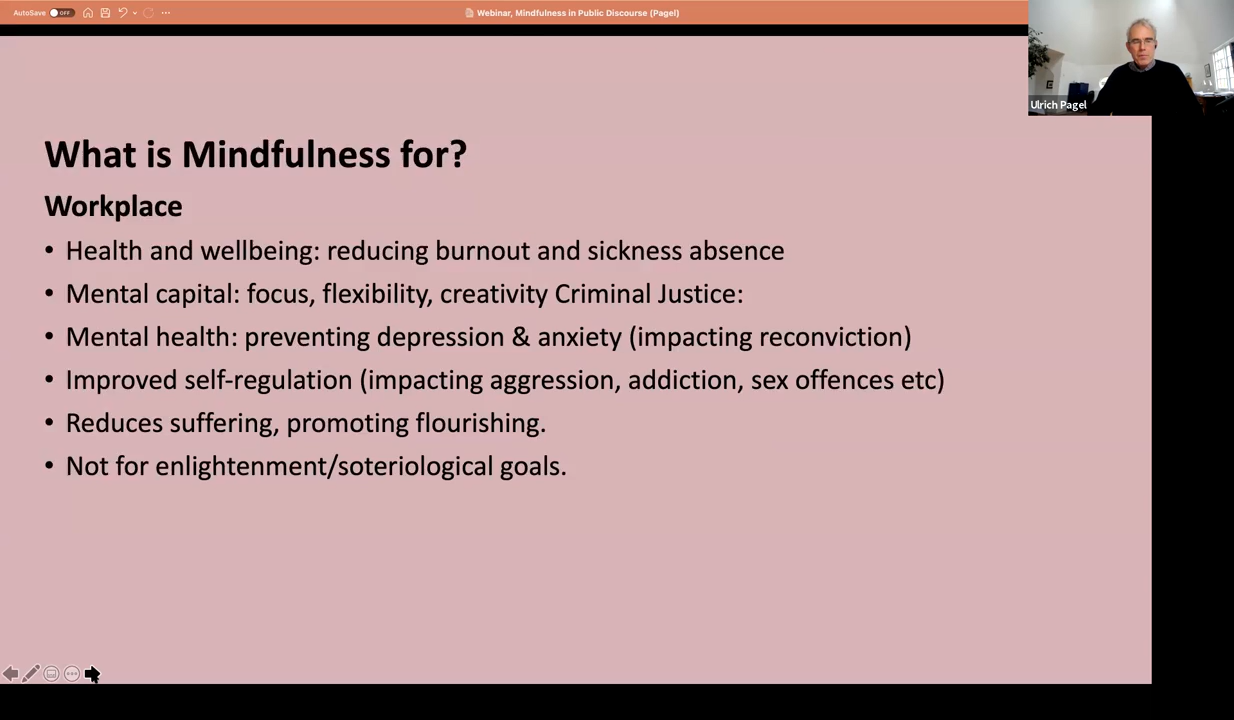 AutoSave OFF
Webinar, Mindfulness in Public Discourse (Pagel)
Ulrich Pagel
What is Mindfulness for?
Workplace
• Health and wellbeing: reducing burnout and sickness absence
• Mental capital: focus, flexibility, creativity Criminal Justice:
• Mental health: preventing depression & anxiety (impacting reconviction)
• Improved self-regulation (impacting aggression, addiction, sex offences etc)
• Reduces suffering, promoting flourishing.
• Not for enlightenment/soteriological goals.